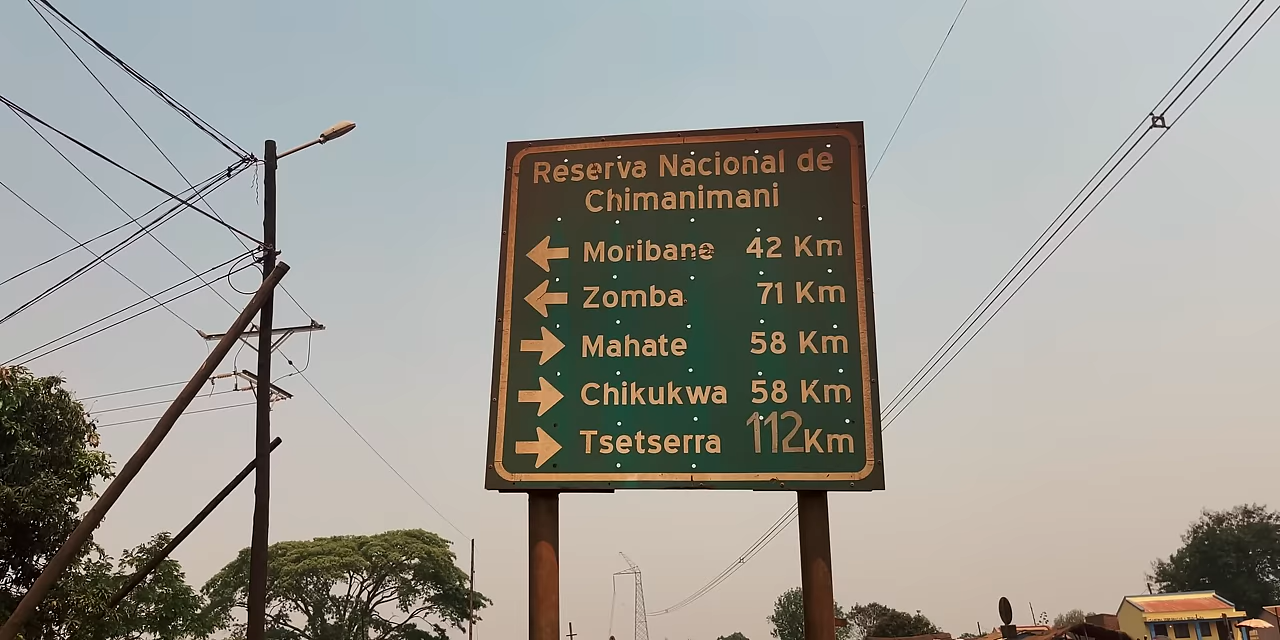 Reserva Nacional de
Chimanimani
Moribane 42 Km
Zomba 71 Km
Mahate 58 Km
Chikukwa 58 Km
Tsetserra 112 Km